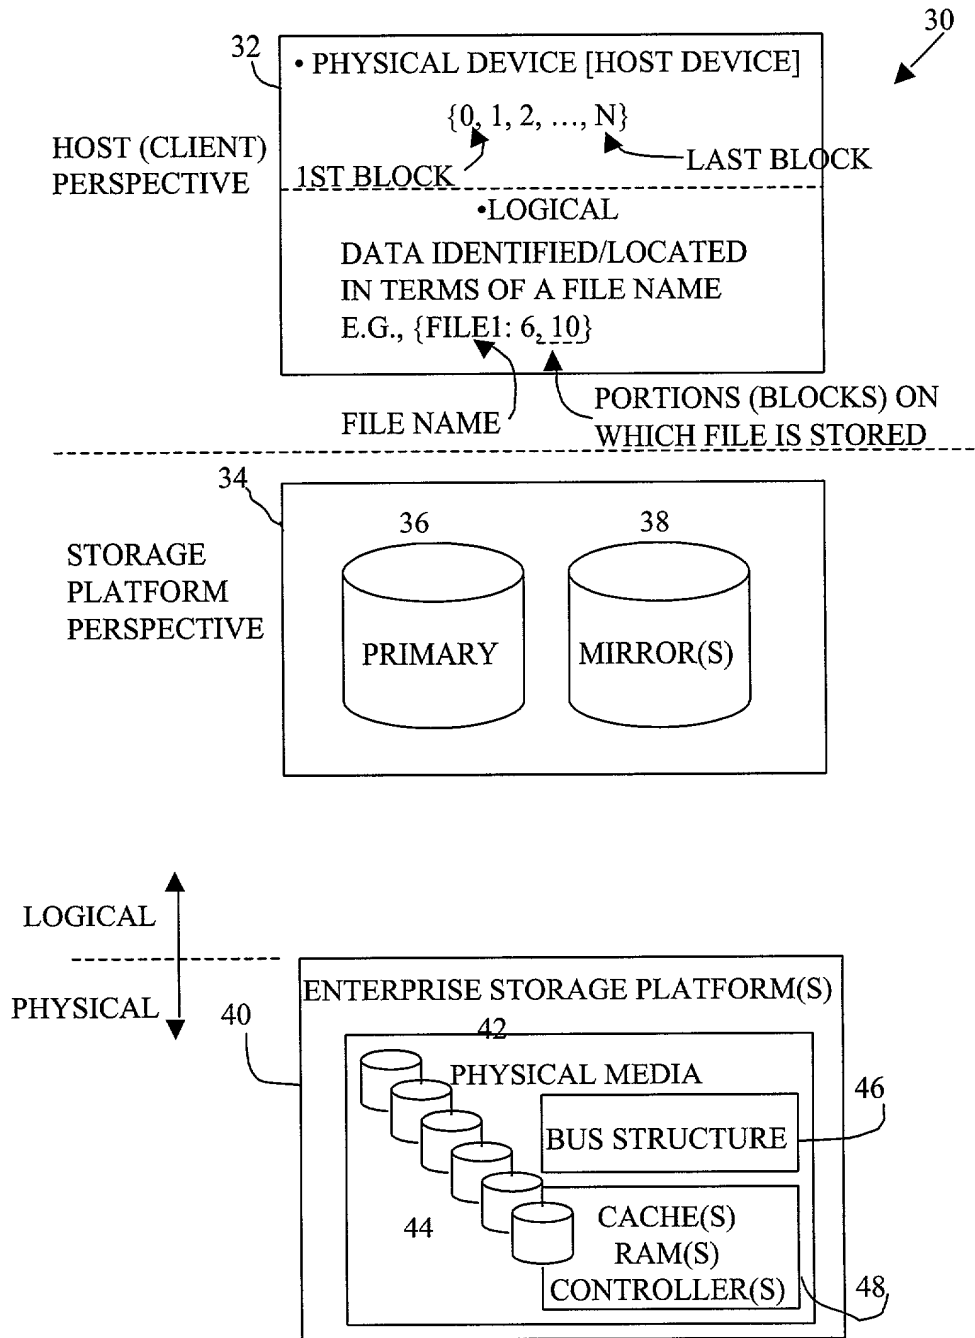 30
32
• PHYSICAL DEVICE [HOST DEVICE]
{0, 1, 2, ..., N}
HOST (CLIENT)
PERSPECTIVE
1ST BLOCK
LAST BLOCK
•LOGICAL
DATA IDENTIFIED/LOCATED
IN TERMS OF A FILE NAME
E.G., {FILE1: 6, 10}
FILE NAME
PORTIONS (BLOCKS) ON
WHICH FILE IS STORED
34
36
38
STORAGE
PLATFORM
PERSPECTIVE
PRIMARY
MIRROR(S)
LOGICAL
PHYSICAL
40
ENTERPRISE STORAGE PLATFORM(S)
42
PHYSICAL MEDIA
46
BUS STRUCTURE
44
CACHE(S)
RAM(S)
CONTROLLER(S)
48